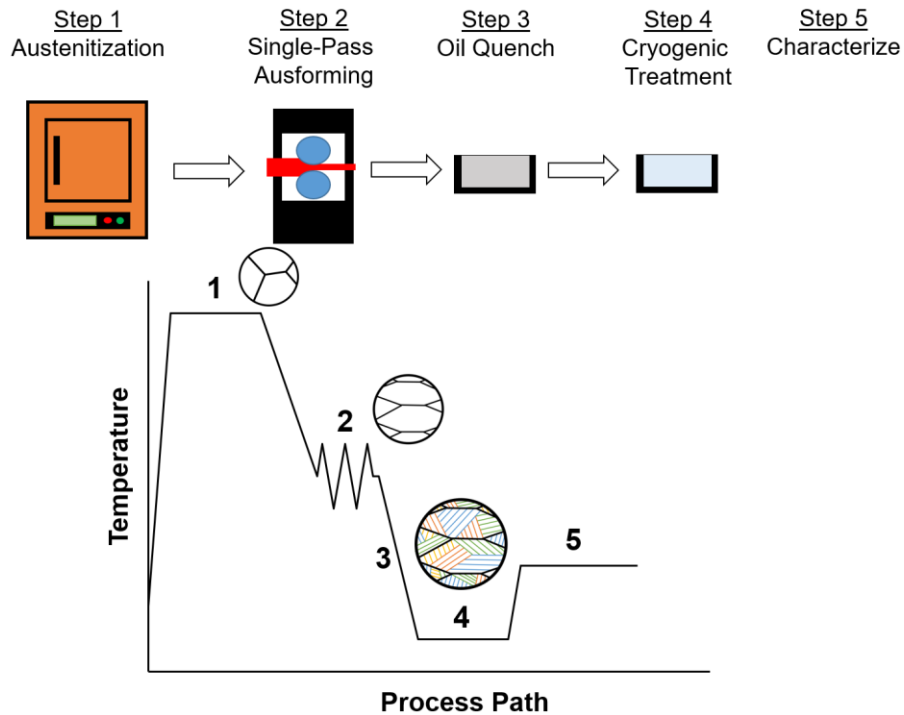 Step 1
Austenitization
Step 2
Single-Pass
Ausforming
Step 3
Oil Quench
Step 4
Cryogenic
Treatment
Step 5
Characterize
1
2
3
4
5
Temperature
Process Path